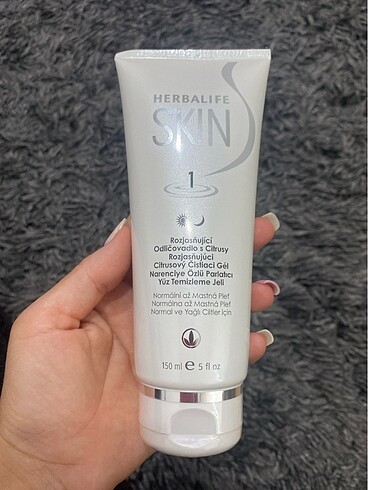 HERBALIFE
SKIN
1
Rozjasňující
Odličovadlo s Citrusy
Rozjasňujúci
Citrusový Čistiaci Gél
Narenciye Özlü Parlatıcı
Yüz Temizleme Jeli
Normální až Mastná Pleť
Normálna až Mastná Pleť
Normal ve Yağlı Ciltler için
150 ml e 5 fl oz